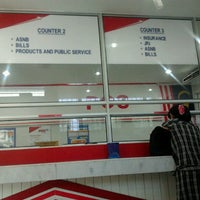 COUNTER 2
• ASNB
• BILLS
• PRODUCTS AND PUBLIC SERVICE
COUNTER 3
• INSURANCE
• JPJ
• ASNB
• BILLS